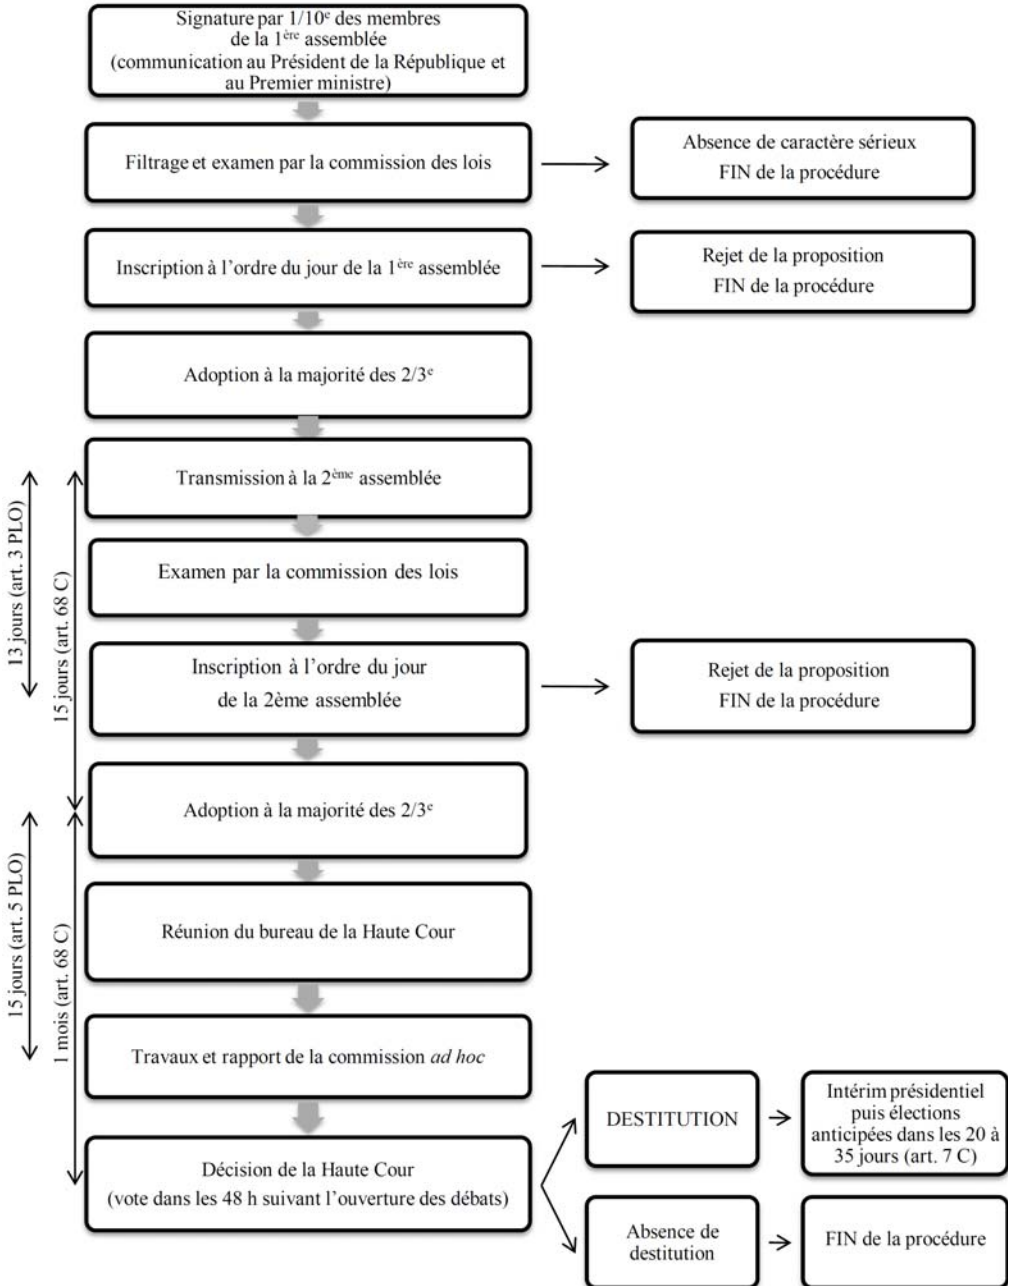 Signature par 1/10e des membres
de la 1ère assemblée
(communication au Président de la République et
au Premier ministre)
Filtrage et examen par la commission des lois
Absence de caractère sérieux
FIN de la procédure
Inscription à l’ordre du jour de la 1ère assemblée
Rejet de la proposition
FIN de la procédure
Adoption à la majorité des 2/3e
Transmission à la 2ème assemblée
13 jours (art. 3 PLO)
15 jours (art. 68 C)
Examen par la commission des lois
Inscription à l’ordre du jour
de la 2ème assemblée
Rejet de la proposition
FIN de la procédure
Adoption à la majorité des 2/3e
15 jours (art. 5 PLO)
1 mois (art. 68 C)
Réunion du bureau de la Haute Cour
Travaux et rapport de la commission ad hoc
Décision de la Haute Cour
(vote dans les 48 h suivant l’ouverture des débats)
DESTITUTION
Intérim présidentiel
puis élections
anticipées dans les 20 à
35 jours (art. 7 C)
Absence de
destitution
FIN de la procédure